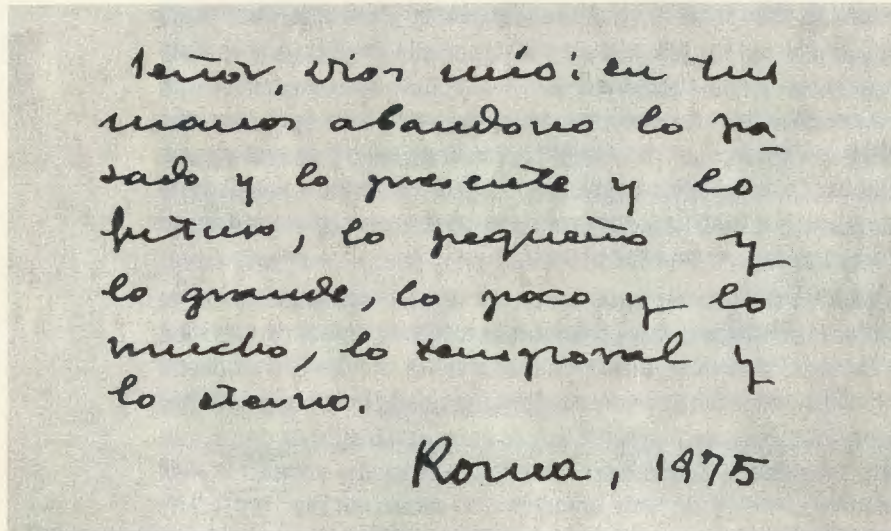 Señor, Dios mío: en tus
manos abandono lo pa-
sado y lo presente y lo
futuro, lo pequeño y
lo grande, lo poco y lo
mucho, lo temporal y
lo eterno.
Roma, 1975